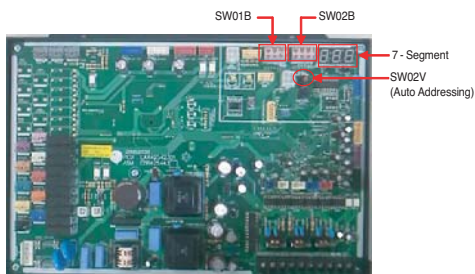 SW01B
SW02B
7 - Segment
SW02V
(Auto Addressing)